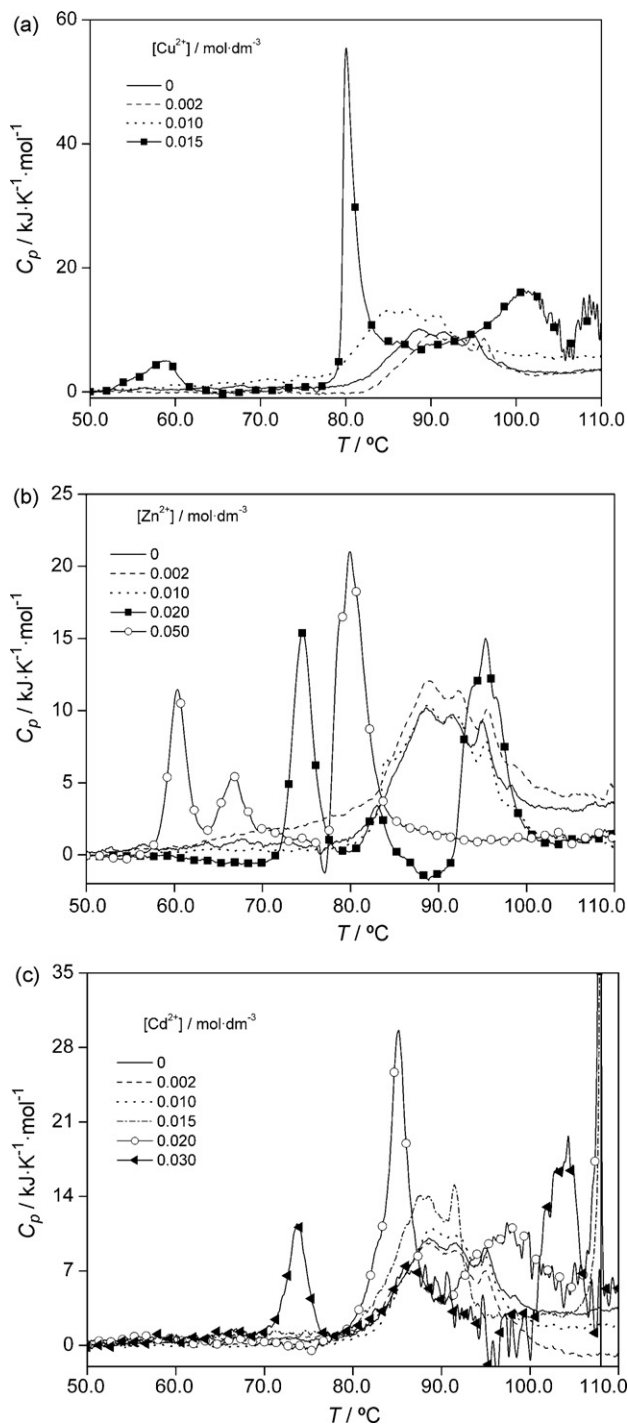 (a)
60
[Cu²⁺] / mol·dm⁻³
0
0.002
0.010
0.015
40
20
0
Cₚ / kJ·K⁻¹·mol⁻¹
50.0 60.0 70.0 80.0 90.0 100.0 110.0
T / ºC
(b)
25
[Zn²⁺] / mol·dm⁻³
0
0.002
0.010
0.020
0.050
20
15
10
5
0
Cₚ / kJ·K⁻¹·mol⁻¹
50.0 60.0 70.0 80.0 90.0 100.0 110.0
T / ºC
(c)
35
[Cd²⁺] / mol·dm⁻³
0
0.002
0.010
0.015
0.020
0.030
28
21
14
7
0
Cₚ / kJ·K⁻¹·mol⁻¹
50.0 60.0 70.0 80.0 90.0 100.0 110.0
T / ºC